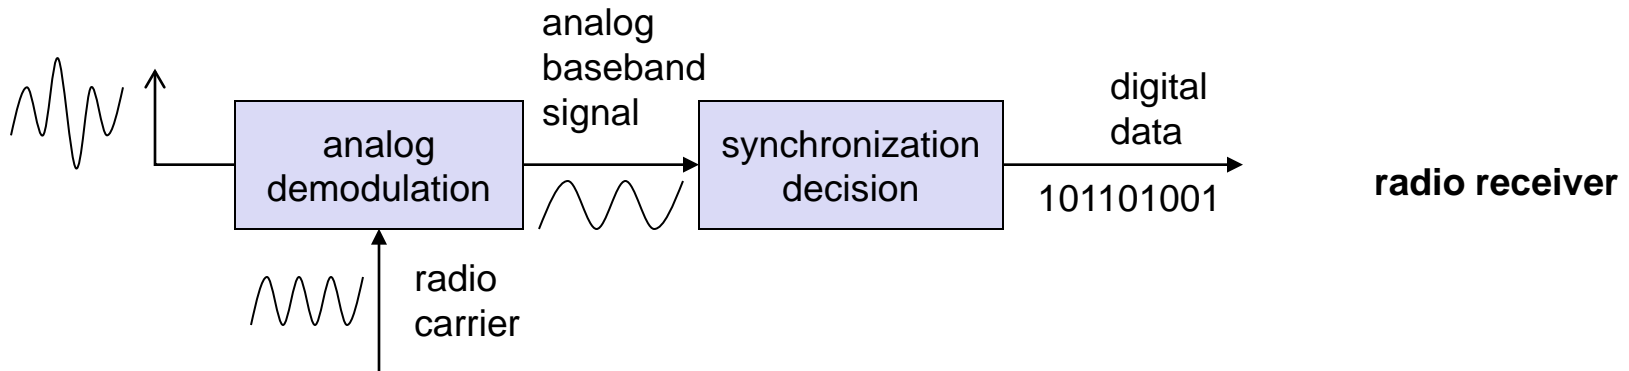 analog
baseband
signal
digital
data
analog
demodulation
synchronization
decision
101101001
radio receiver
radio
carrier